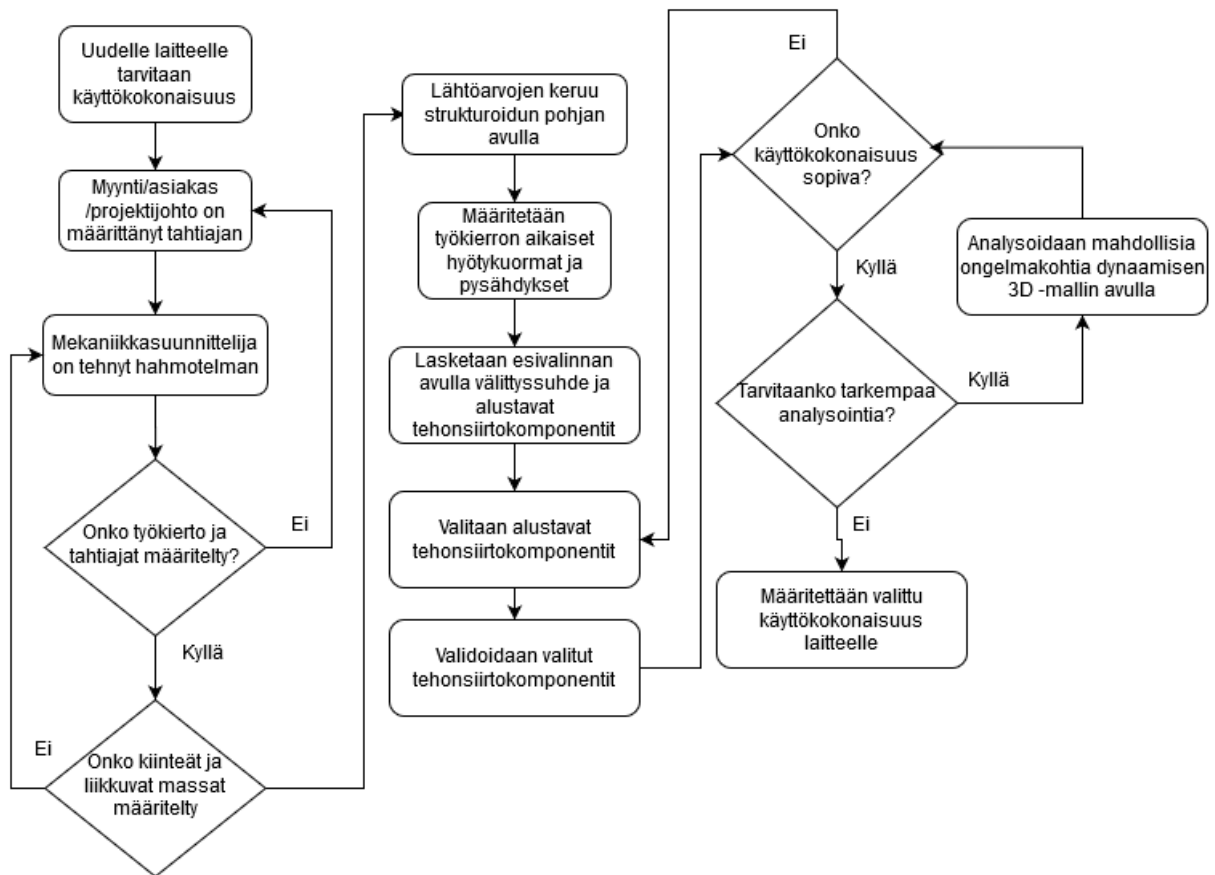 Uudelle laitteelle
tarvitaan
käyttökokonaisuus
Myynti/asiakas
/projektijohto on
määrittänyt tahtiajan
Mekaniikkasuunnittelija
on tehnyt hahmotelman
Onko työkierto ja
tahtiajat määritelty?
Ei
Kyllä
Onko kiinteät ja
liikkuvat massat
määritelty
Ei
Lähtöarvojen keruu
strukturoidun pohjan
avulla
Määritetään
työkierron aikaiset
hyötykuormat ja
pysähdykset
Lasketaan esivalinnan
avulla välityssuhde ja
alustavat
tehonsiirtokomponentit
Valitaan alustavat
tehonsiirtokomponentit
Validoidaan valitut
tehonsiirtokomponentit
Ei
Onko
käyttökokonaisuus
sopiva?
Kyllä
Tarvitaanko tarkempaa
analysointia?
Kyllä
Analysoidaan mahdollisia
ongelmakohtia dynaamisen
3D -mallin avulla
Ei
Määritettään valittu
käyttökokonaisuus
laitteelle